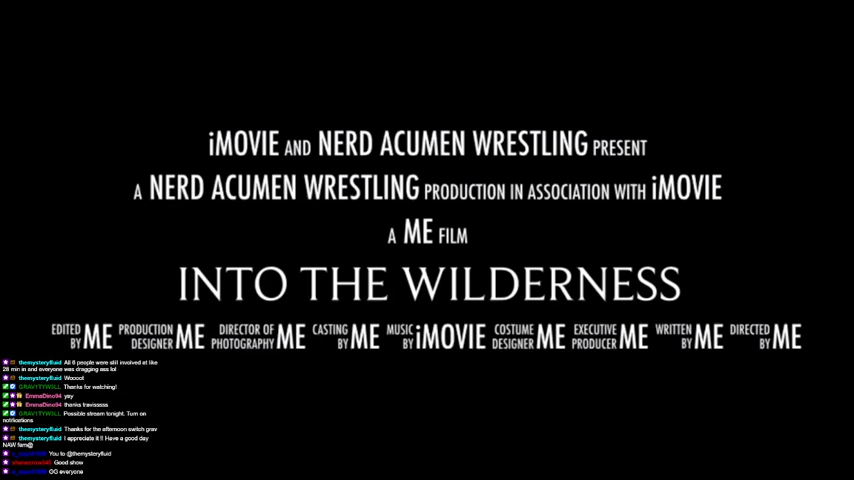 iMOVIE AND NERD ACUMEN WRESTLING PRESENT
A NERD ACUMEN WRESTLING PRODUCTION IN ASSOCIATION WITH iMOVIE
A ME FILM
INTO THE WILDERNESS
EDITED BY ME PRODUCTION DESIGNER ME DIRECTOR OF PHOTOGRAPHY ME CASTING BY ME MUSIC BY iMOVIE COSTUME DESIGNER ME EXECUTIVE PRODUCER ME WRITTEN BY ME DIRECTED BY ME
themysteryfluid All 6 people were still involved at like
28 min in and everyone was dragging ass lol
themysteryfluid Woooot
GRAV1TYW3LL Thanks for watching!
EmmaDino94 yay
EmmaDino94 thanks travisssss
GRAV1TYW3LL Possible stream tonight. Turn on
notifications
themysteryfluid Thanks for the afternoon switch grav
themysteryfluid I appreciate it !! Have a good day
NAW fam@
You to @themysteryfluid
Good show
GG everyone